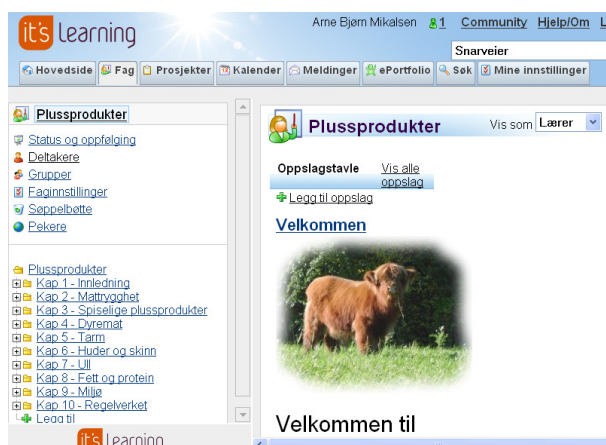 it's learning
Arne Bjørn Mikalsen 1 Community Hjelp/Om
Snarveier
Hovedside Fag Prosjekter Kalender Meldinger ePortfolio Søk Mine innstillinger
Plussprodukter
Status og oppfølging
Deltakere
Grupper
Faginnstillinger
Søppelbøtte
Pekere
Plussprodukter
Kap 1 - Innledning
Kap 2 - Mattrygghet
Kap 3 - Spiselige plussprodukter
Kap 4 - Dyremat
Kap 5 - Tarm
Kap 6 - Huder og skinn
Kap 7 - Ull
Kap 8 - Fett og protein
Kap 9 - Miljø
Kap 10 - Regelverket
Legg til
it's learning
Plussprodukter Vis som Lærer
Oppslagstavle Vis alle
oppslag
Legg til oppslag
Velkommen
Velkommen til